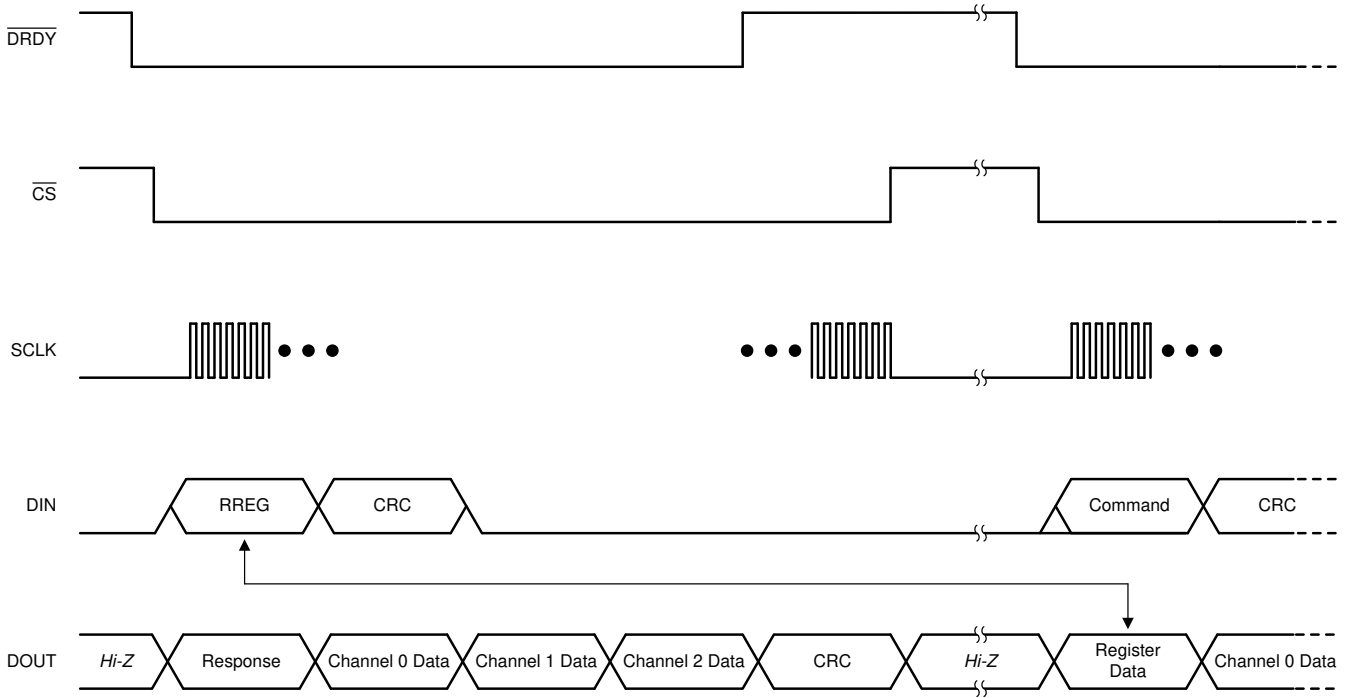 DRDY
CS
SCLK
DIN
RREG
CRC
Command
CRC
DOUT
Hi-Z
Response
Channel 0 Data
Channel 1 Data
Channel 2 Data
CRC
Hi-Z
Register
Data
Channel 0 Data